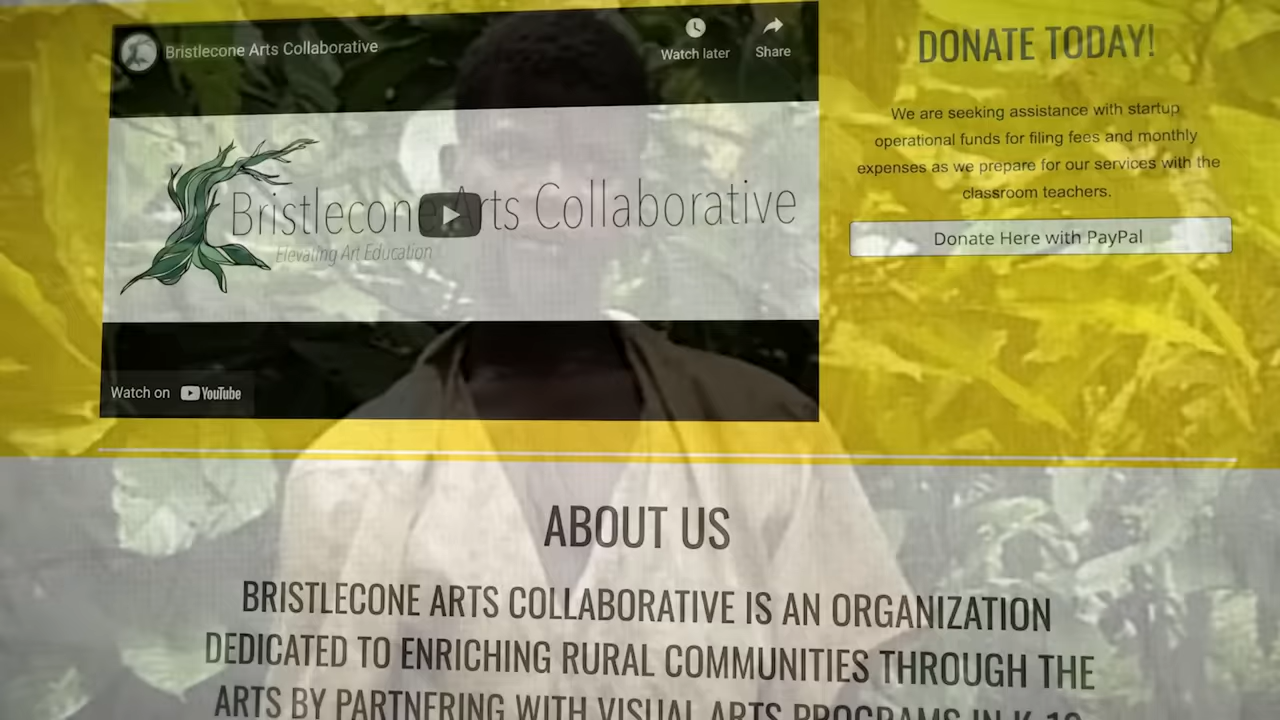 Bristlecone Arts Collaborative
Watch later
Share
Bristlecone Arts Collaborative
Elevating Art Education
Watch on YouTube
DONATE TODAY!
We are seeking assistance with startup
operational funds for filing fees and monthly
expenses as we prepare for our services with the
classroom teachers.
Donate Here with PayPal
ABOUT US
BRISTLECONE ARTS COLLABORATIVE IS AN ORGANIZATION
DEDICATED TO ENRICHING RURAL COMMUNITIES THROUGH THE
ARTS BY PARTNERING WITH VISUAL ARTS PROGRAMS IN K-12